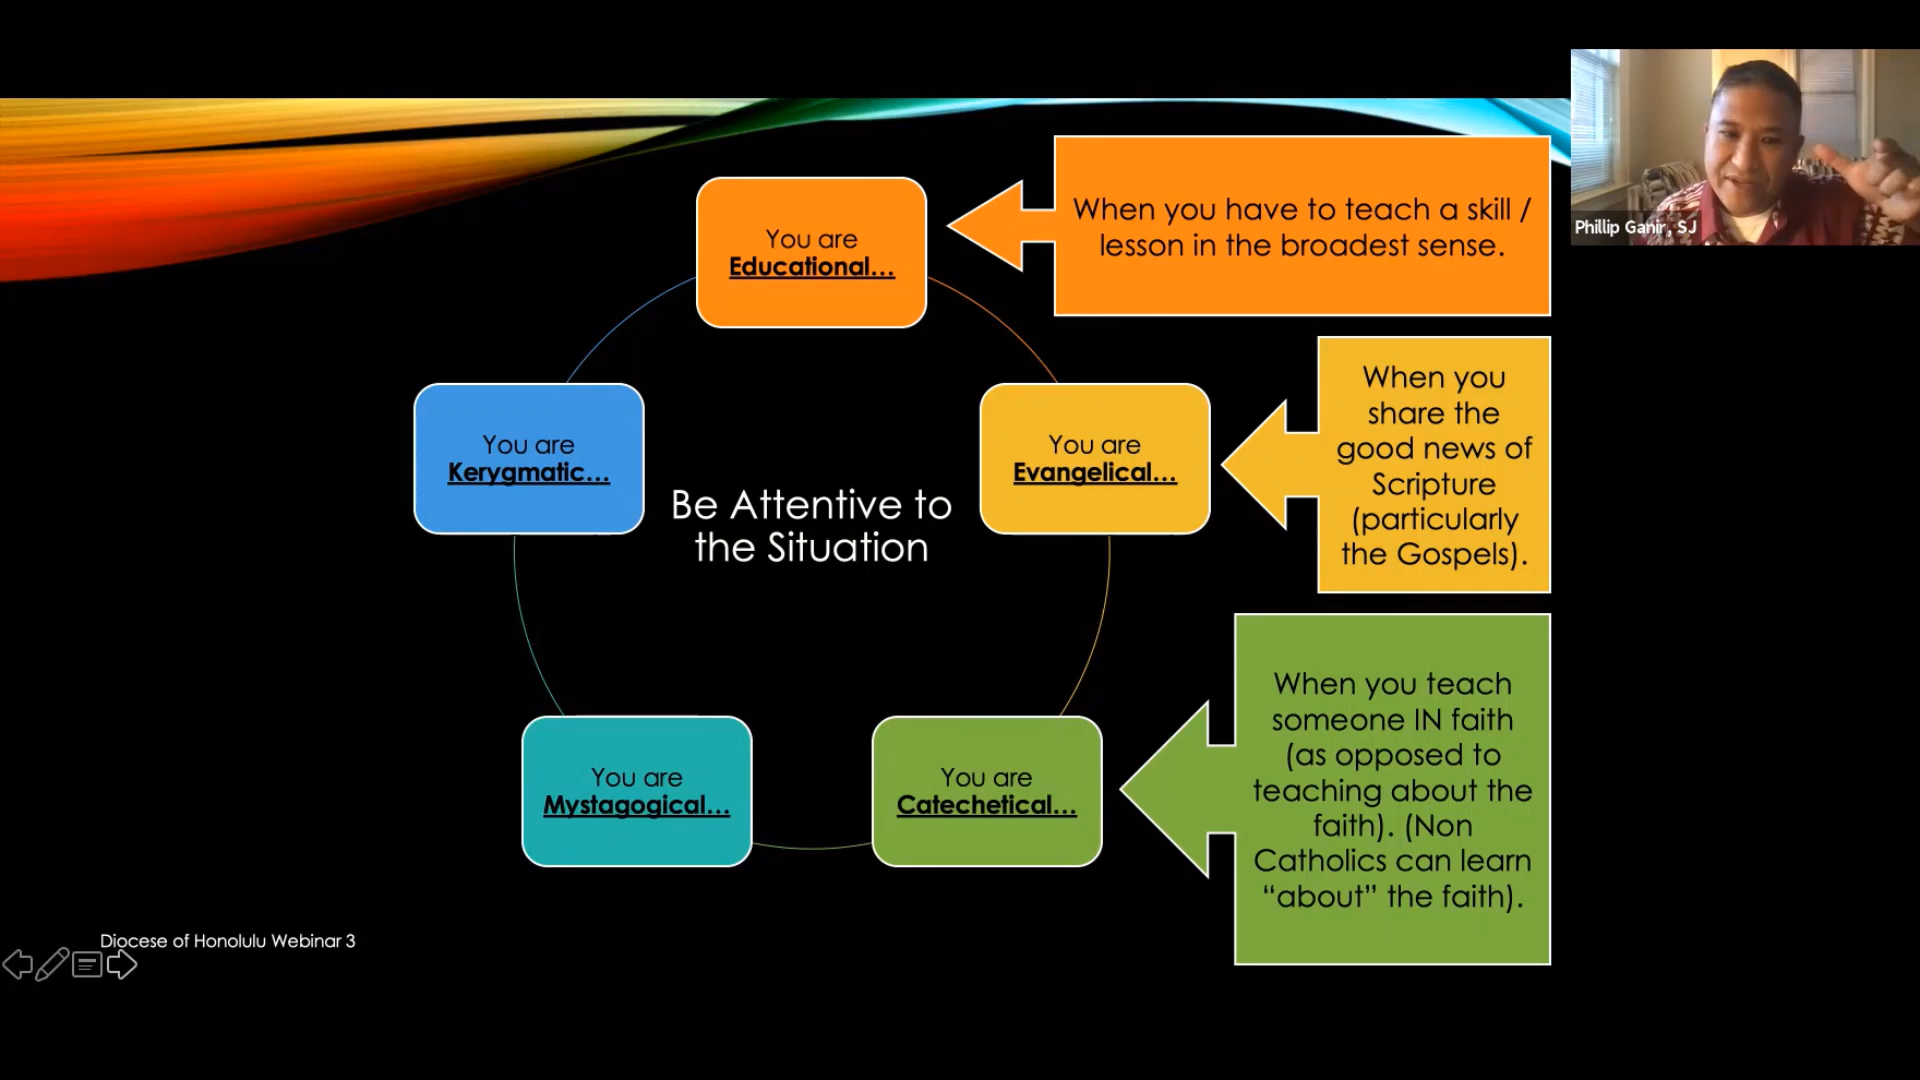 You are
Educational...
When you have to teach a skill /
lesson in the broadest sense.
Phillip Ganir, SJ
You are
Kerygmatic...
You are
Evangelical...
When you
share the
good news of
Scripture
(particularly
the Gospels).
Be Attentive to
the Situation
You are
Mystagogical...
You are
Catechetical...
When you teach
someone IN faith
(as opposed to
teaching about the
faith). (Non
Catholics can learn
“about” the faith).
Diocese of Honolulu Webinar 3